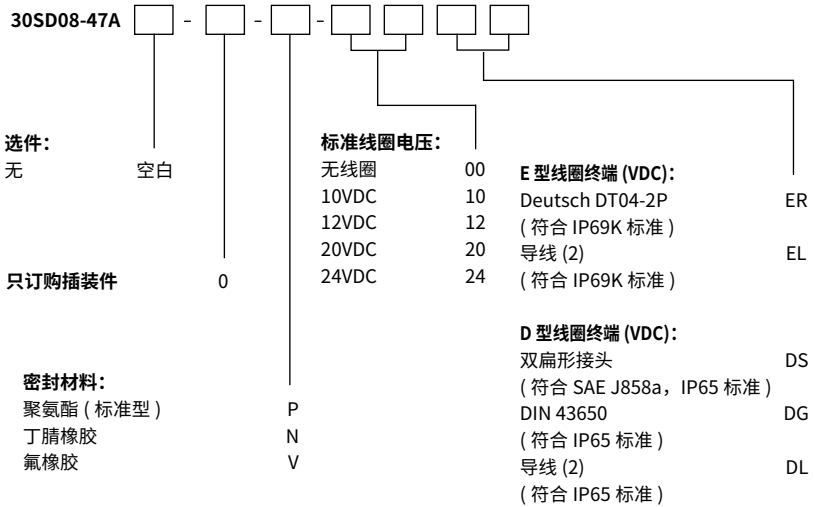 30SD08-47A - - -
选件：
无 空白
只订购插装件 0
密封材料：
聚氨酯 ( 标准型 ) P
丁腈橡胶 N
氟橡胶 V
标准线圈电压：
无线圈 00
10VDC 10
12VDC 12
20VDC 20
24VDC 24
E 型线圈终端 (VDC)：
Deutsch DT04-2P ER
( 符合 IP69K 标准 )
导线 (2) EL
( 符合 IP69K 标准 )
D 型线圈终端 (VDC)：
双扁形接头 DS
( 符合 SAE J858a，IP65 标准 )
DIN 43650 DG
( 符合 IP65 标准 )
导线 (2) DL
( 符合 IP65 标准 )